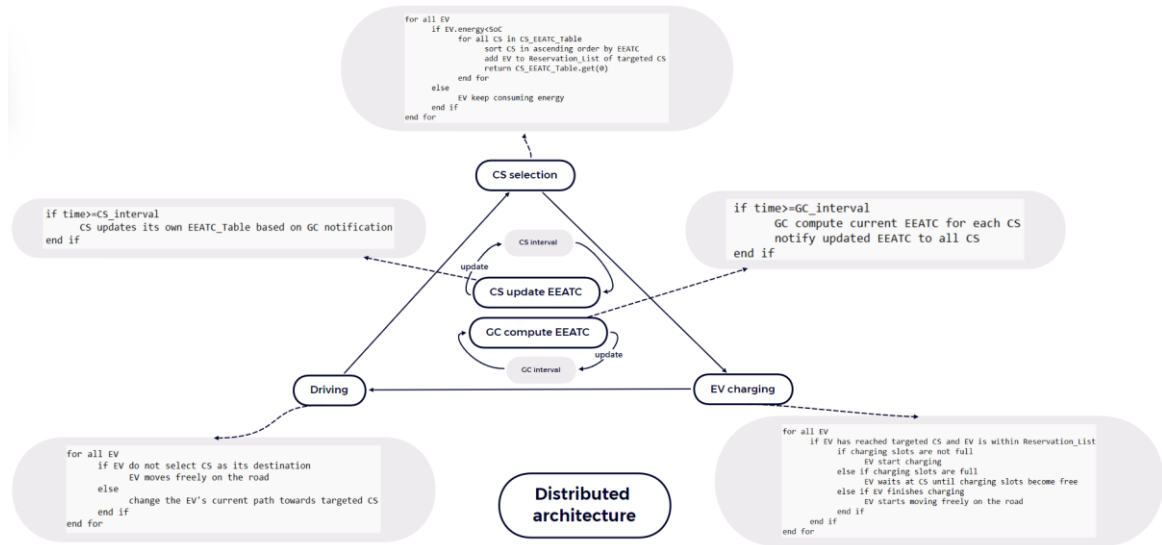 for all EV
if EV.energy<SoC
for all CS in CS_EEATC_Table
sort CS in ascending order by EEATC
add EV to Reservation_List of targeted CS
return CS_EEATC_Table.get(0)
end for
else
EV keep consuming energy
end if
end for
CS selection
if time>=CS_interval
CS updates its own EEATC_Table based on GC notification
end if
if time>=GC_interval
GC compute current EEATC for each CS
notify updated EEATC to all CS
end if
CS interval
update
CS update EEATC
GC compute EEATC
update
GC interval
Driving
EV charging
for all EV
if EV do not select CS as its destination
EV moves freely on the road
else
change the EV's current path towards targeted CS
end if
end for
Distributed
architecture
for all EV
if EV has reached targeted CS and EV is within Reservation_List
if charging slots are not full
EV start charging
else if charging slots are full
EV waits at CS until charging slots become free
else if EV finishes charging
EV starts moving freely on the road
end if
end if
end for